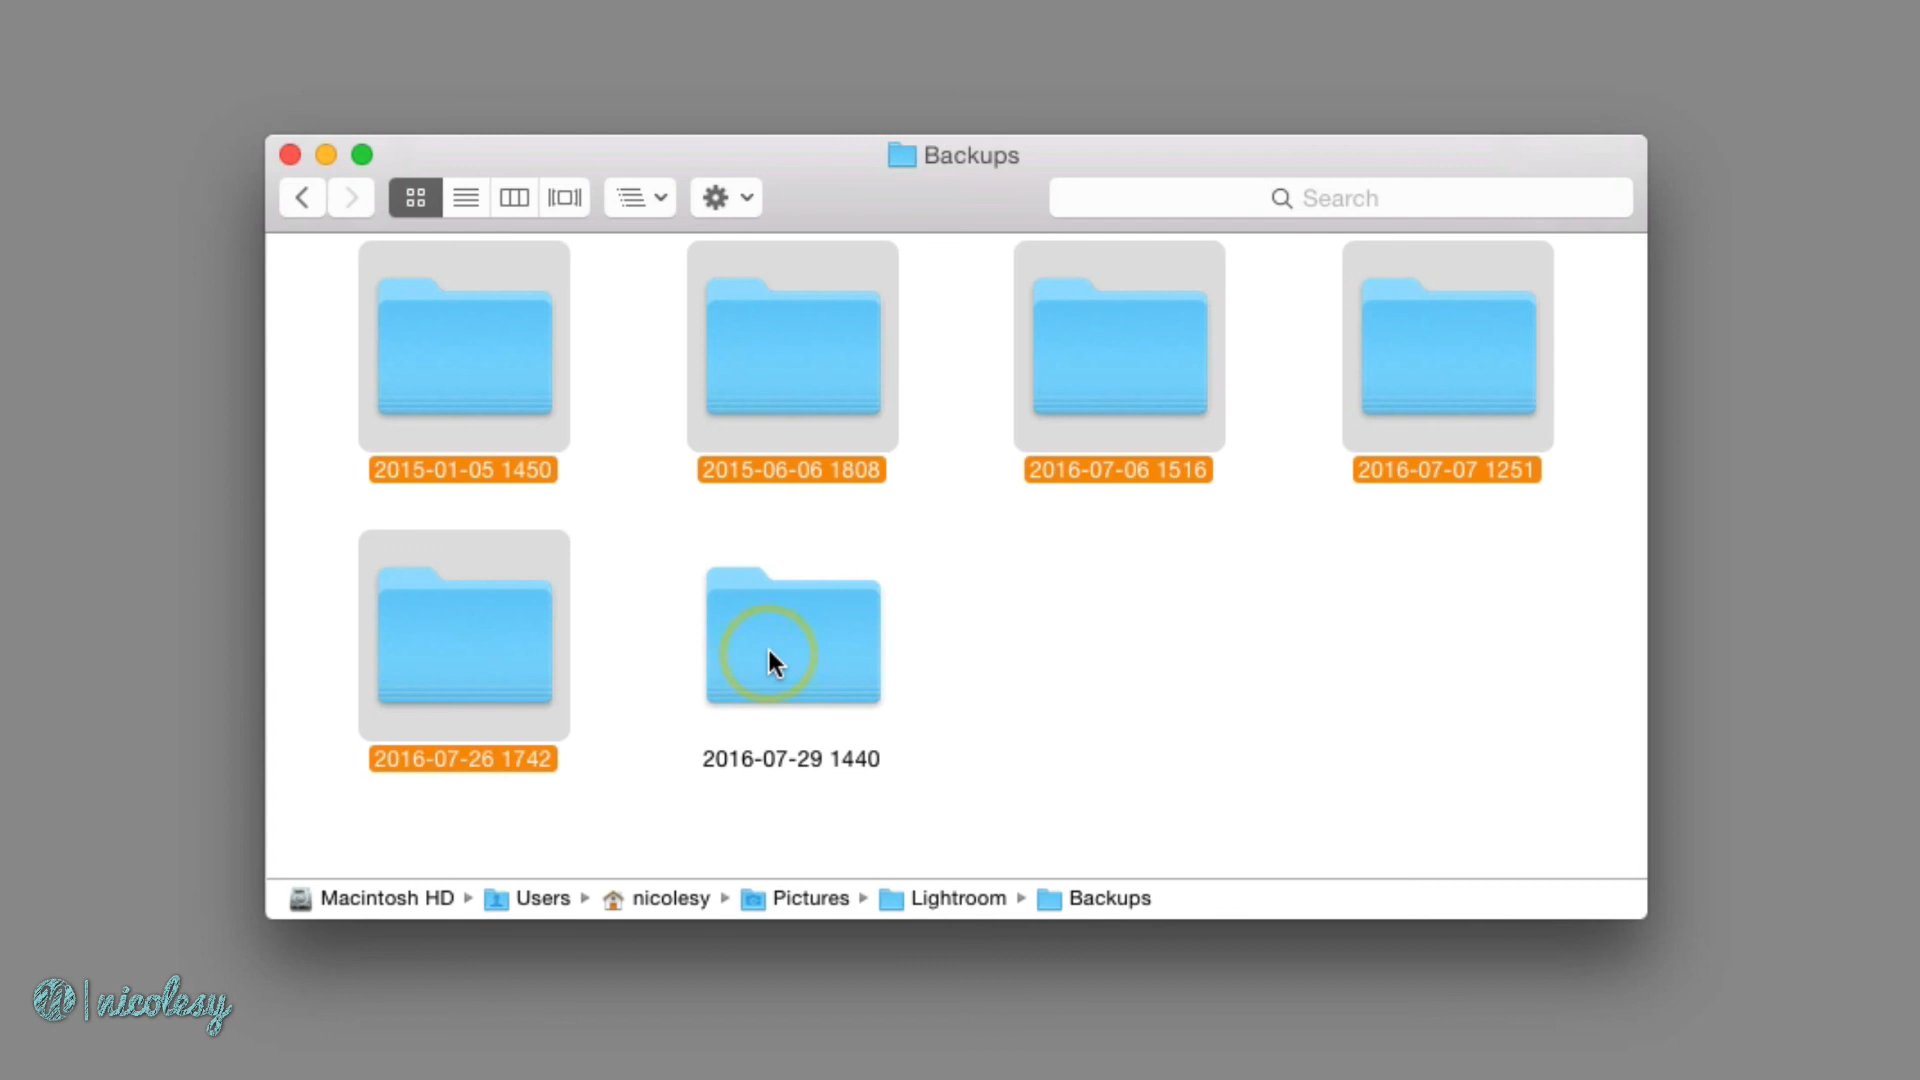 Backups
Search
2015-01-05 1450
2015-06-06 1808
2016-07-06 1516
2016-07-07 1251
2016-07-26 1742
2016-07-29 1440
Macintosh HD
Users
nicolesy
Pictures
Lightroom
Backups
nicolesy